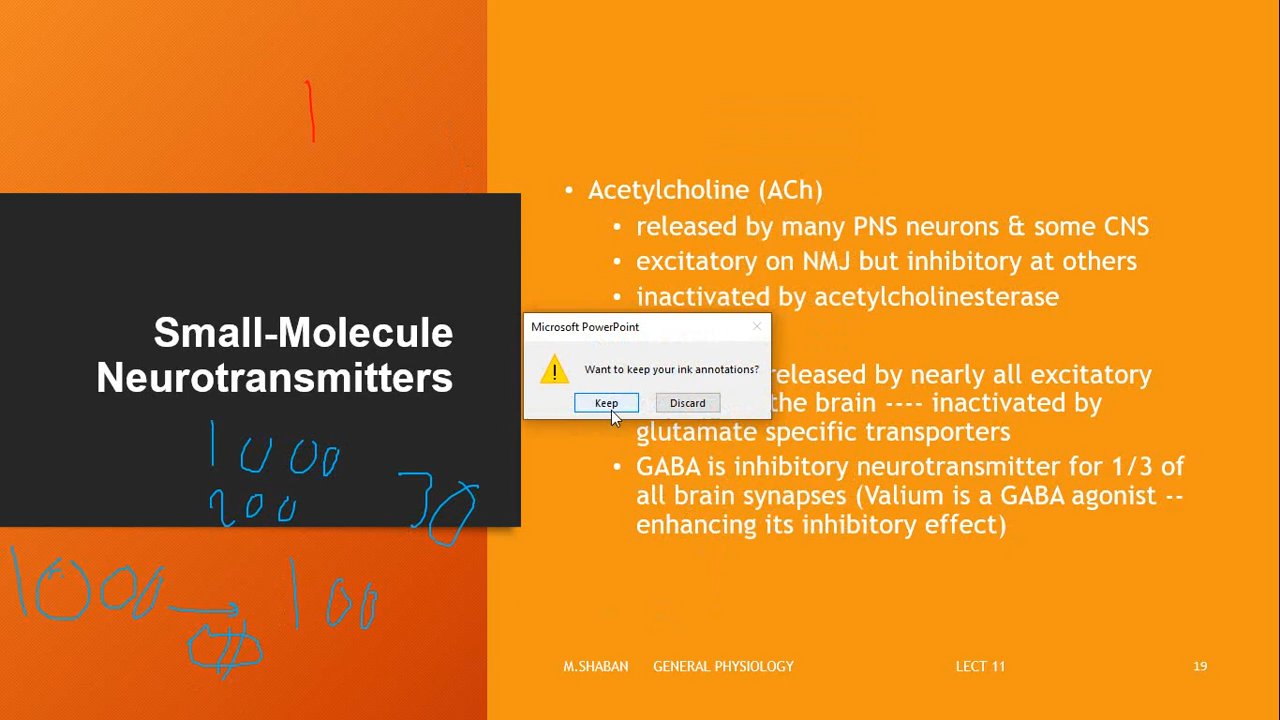 Small-Molecule
Neurotransmitters
1000
200
30
1000
100
• Acetylcholine (ACh)
• released by many PNS neurons & some CNS
• excitatory on NMJ but inhibitory at others
• inactivated by acetylcholinesterase
Microsoft PowerPoint
Want to keep your ink annotations?
Keep
Discard
released by nearly all excitatory
the brain ---- inactivated by
glutamate specific transporters
• GABA is inhibitory neurotransmitter for 1/3 of
all brain synapses (Valium is a GABA agonist --
enhancing its inhibitory effect)
M.SHABAN GENERAL PHYSIOLOGY
LECT 11
19